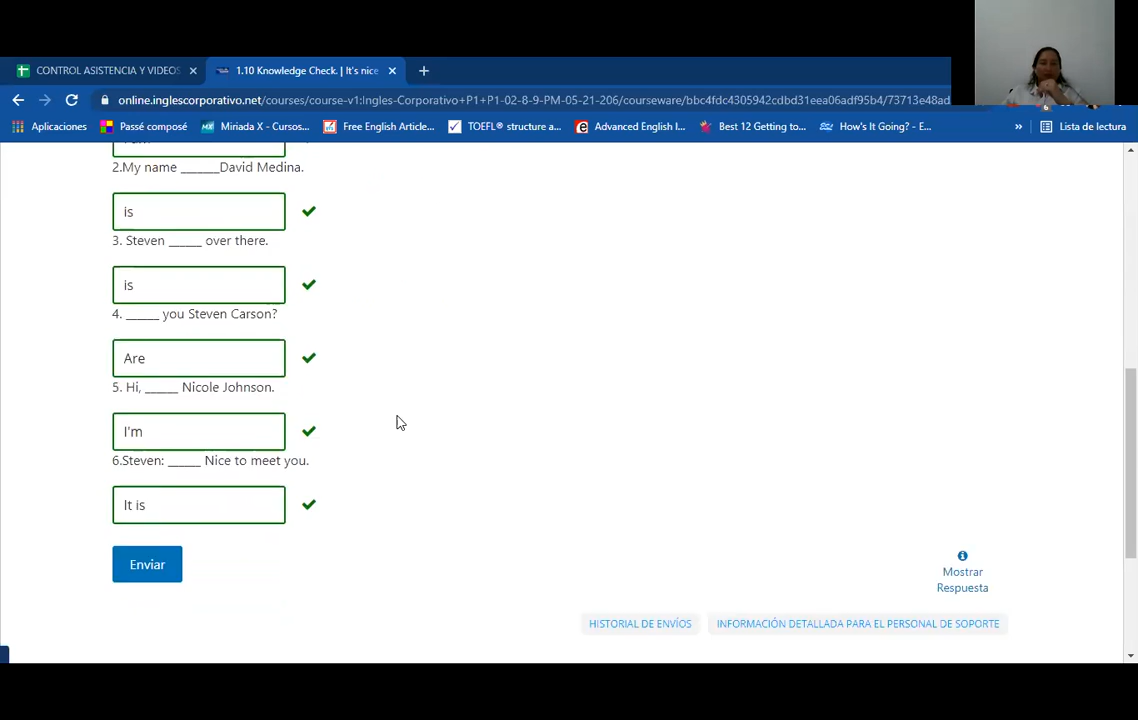 CONTROL ASISTENCIA Y VIDEOS
1.10 Knowledge Check. | It's nice
online.inglescorporativo.net/courses/course-v1:Ingles-Corporativo+P1+P1-02-8-9-PM-05-21-206/courseware/bbc4fdc4305942cdbd31eea06adf95b4/73713e48ad
Aplicaciones
Passé composé
Miriada X - Cursos...
Free English Article...
TOEFL® structure a...
Advanced English l...
Best 12 Getting to...
How's It Going? - E...
»
Lista de lectura
2.My name ______David Medina.
is
3. Steven _____ over there.
is
4. _____ you Steven Carson?
Are
5. Hi, _____ Nicole Johnson.
I'm
6.Steven: _____ Nice to meet you.
It is
Enviar
Mostrar
Respuesta
HISTORIAL DE ENVÍOS
INFORMACIÓN DETALLADA PARA EL PERSONAL DE SOPORTE